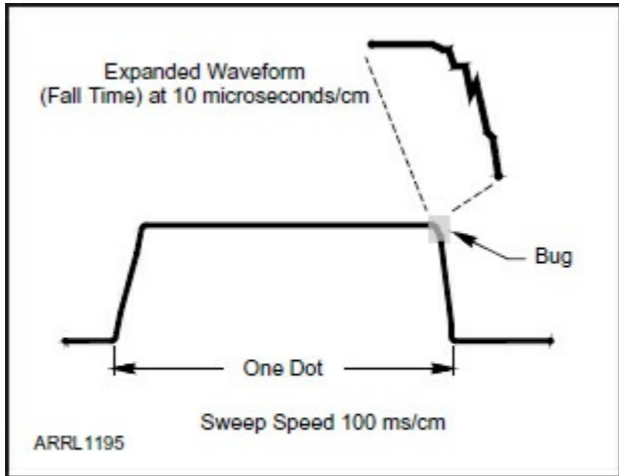 Expanded Waveform
(Fall Time) at 10 microseconds/cm
Bug
One Dot
Sweep Speed 100 ms/cm
ARRL1195